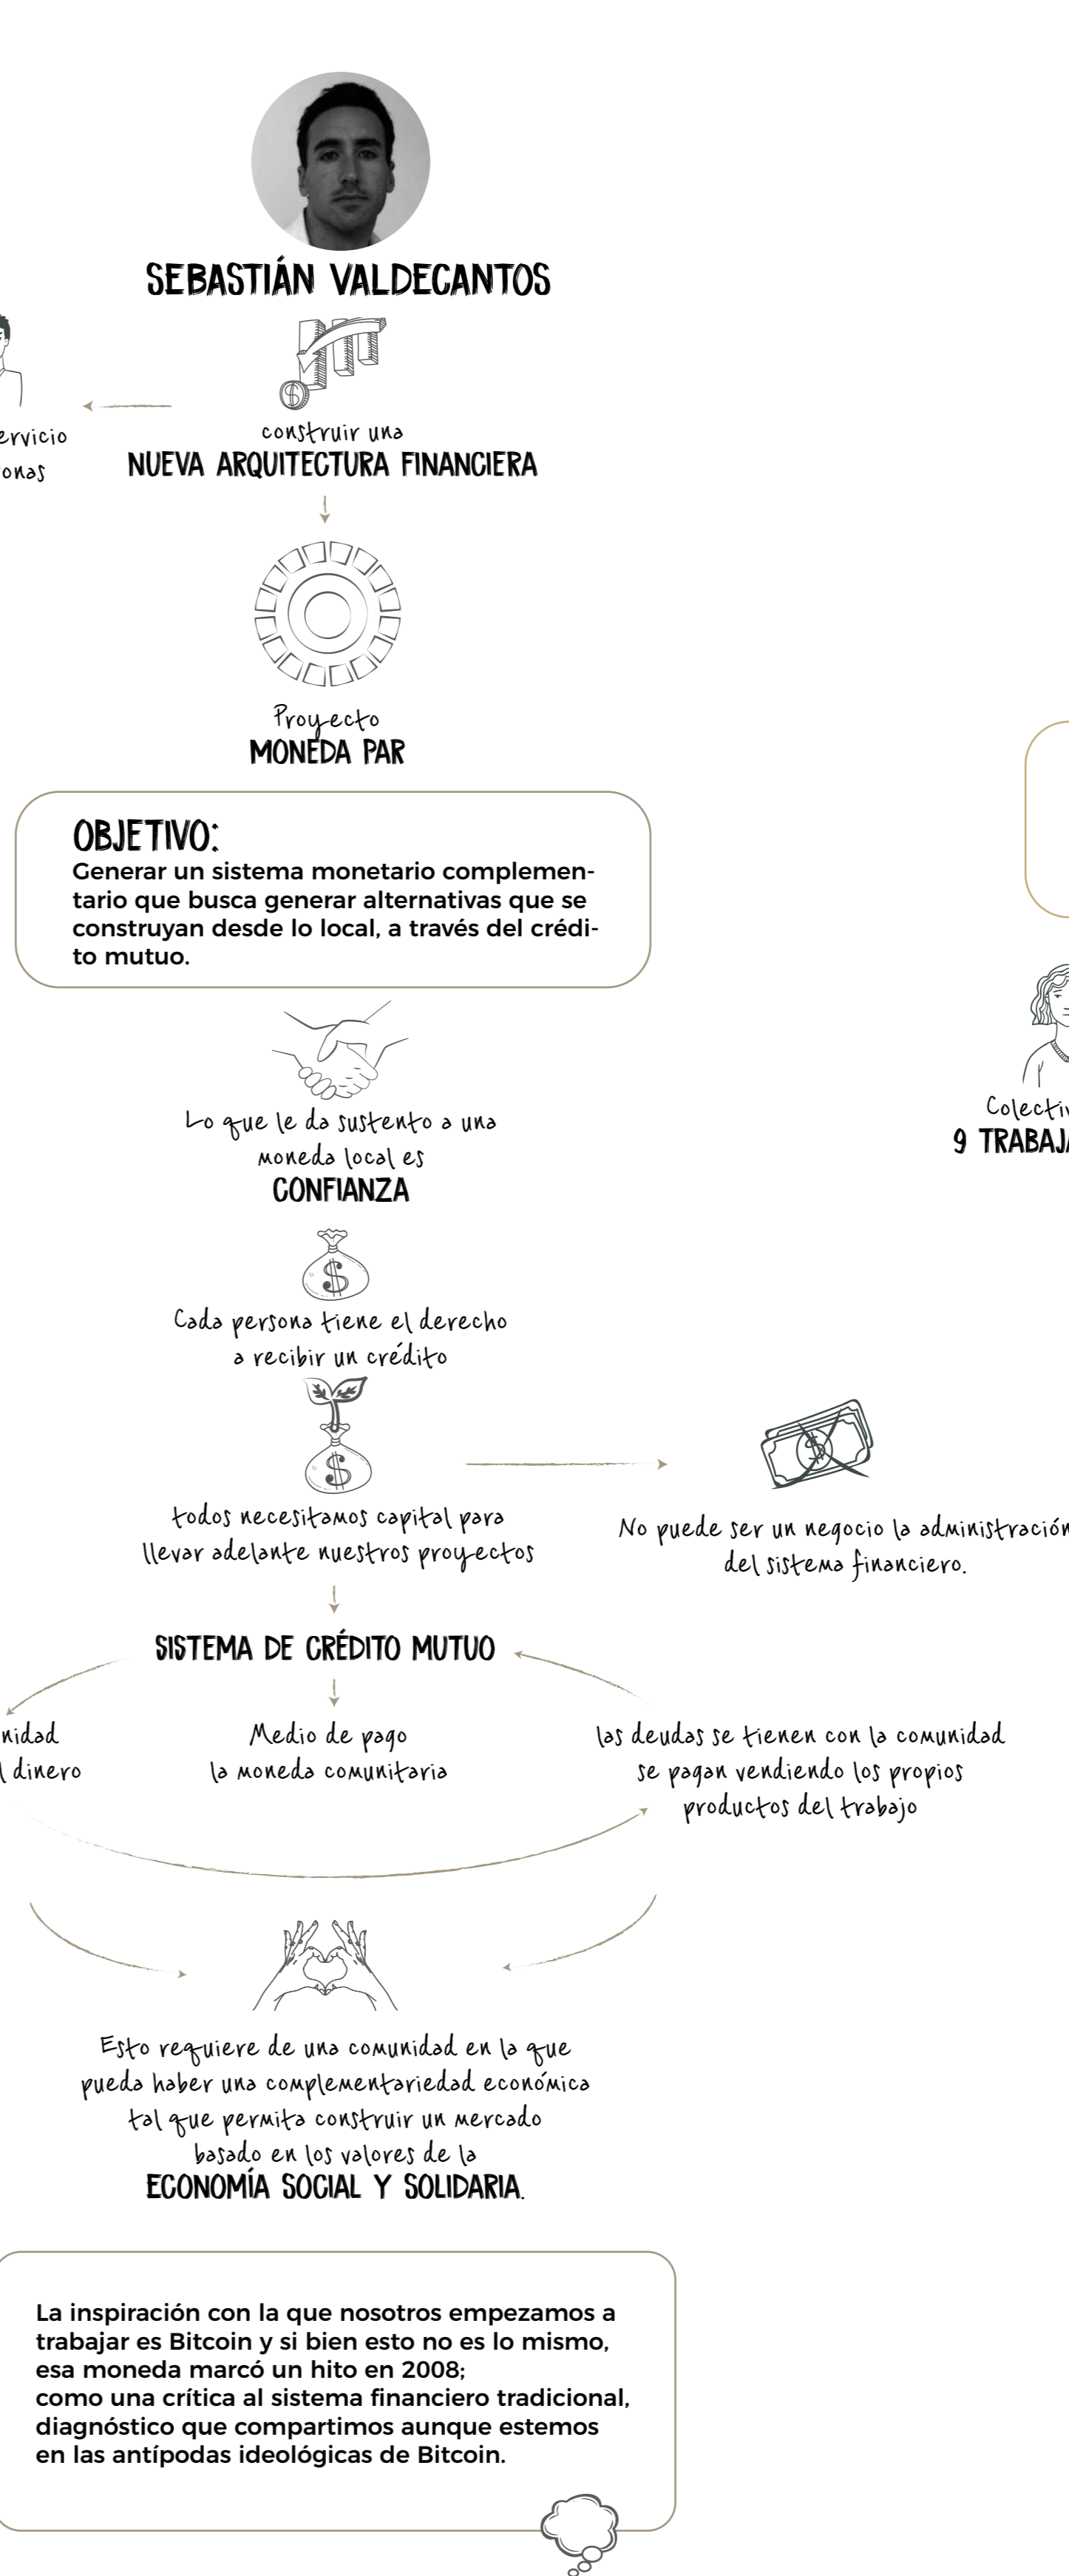 SEBASTIÁN VALDECANTOS
construir una
NUEVA ARQUITECTURA FINANCIERA
Proyecto
MONEDA PAR
OBJETIVO:
Generar un sistema monetario complemen-
tario que busca generar alternativas que se
construyan desde lo local, a través del crédi-
to mutuo.
Lo que le da sustento a una
moneda local es
CONFIANZA
9
Cada persona tiene el derecho
a recibir un crédito
todos necesitamos capital para
llevar adelante nuestros proyectos
No puede ser un negocio la administración
del sistema financiero.
SISTEMA DE CRÉDITO MUTUO
dinero
Medio de pago
la moneda comunitaria
las deudas se tienen con la comunidad
se pagan vendiendo los propios
productos del trabajo
Esto requiere de una comunidad en la que
pueda haber una complementariedad económica
tal que permita construir un mercado
basado en los valores de la
ECONOMÍA SOCIAL Y SOLIDARIA.
La inspiración con la que nosotros empezamos a
trabajar es Bitcoin y si bien esto no es lo mismo,
esa moneda marcó un hito en 2008;
como una crítica al sistema financiero tradicional,
diagnóstico que compartimos aunque estemos
en las antípodas ideológicas de Bitcoin.